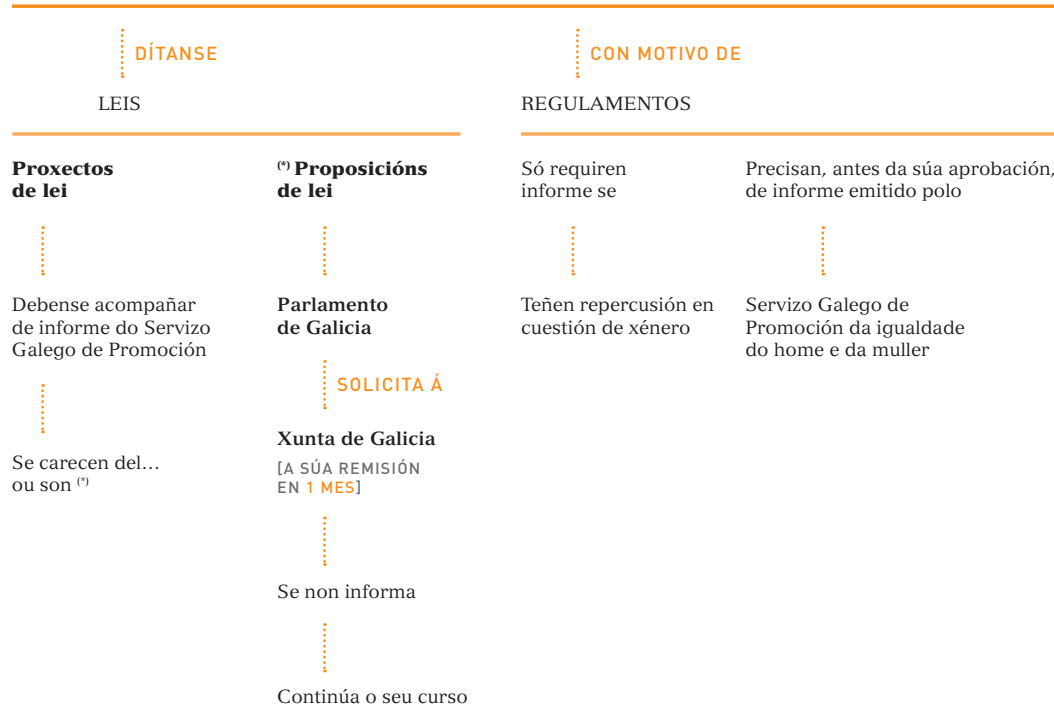 DÍTANSE
LEIS
Proxectos
de lei
Debense acompañar
de informe do Servizo
Galego de Promoción
Se carecen del…
ou son (*)
(*) Proposicións
de lei
Parlamento
de Galicia
SOLICITA Á
Xunta de Galicia
[A SÚA REMISIÓN
EN 1 MES]
Se non informa
Continúa o seu curso
CON MOTIVO DE
REGULAMENTOS
Só requiren
informe se
Teñen repercusión en
cuestión de xénero
Precisan, antes da súa aprobación,
de informe emitido polo
Servizo Galego de
Promoción da igualdade
do home e da muller